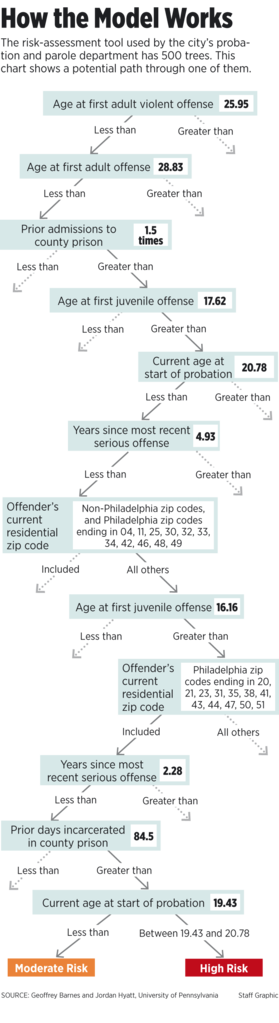 How the Model Works
The risk-assessment tool used by the city's proba-
tion and parole department has 500 trees. This
chart shows a potential path through one of them.
Age at first adult violent offense 25.95
Less than Greater than
Age at first adult offense 28.83
Less than Greater than
Prior admissions to
county prison
1.5
times
Less than Greater than
Age at first juvenile offense 17.62
Less than Greater than
Current age at
start of probation
20.78
Less than Greater than
Years since most recent
serious offense
4.93
Less than Greater than
Offender's
current
residential
zip code
Non-Philadelphia zip codes,
and Philadelphia zip codes
ending in 04, 11, 25, 30, 32, 33,
34, 42, 46, 48, 49
Included All others
Age at first juvenile offense 16.16
Less than Greater than
Offender's
current
residential
zip code
Philadelphia zip
codes ending in 20,
21, 23, 31, 35, 38, 41,
43, 44, 47, 50, 51
Included All others
Years since most
recent serious offense
2.28
Less than Greater than
Prior days incarcerated
in county prison
84.5
Less than Greater than
Current age at start of probation 19.43
Less than Between 19.43 and 20.78
Moderate Risk High Risk
SOURCE: Geoffrey Barnes and Jordan Hyatt, University of Pennsylvania Staff Graphic